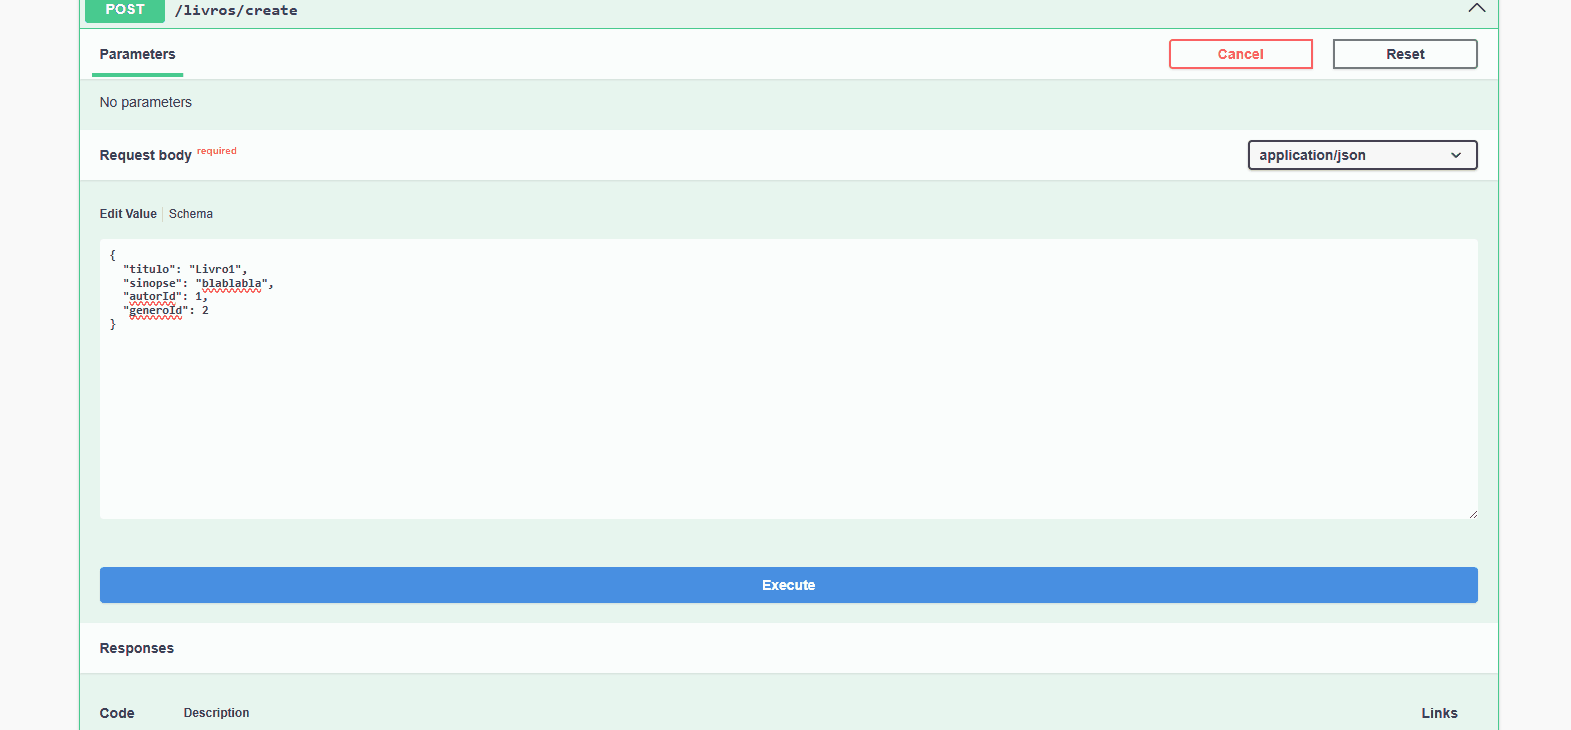 POST /livros/create
Parameters Cancel Reset
No parameters
Request body required application/json
Edit Value Schema
{
  "titulo": "Livro1",
  "sinopse": "blablabla",
  "autorId": 1,
  "generoId": 2
}
Execute
Responses
Code Description Links